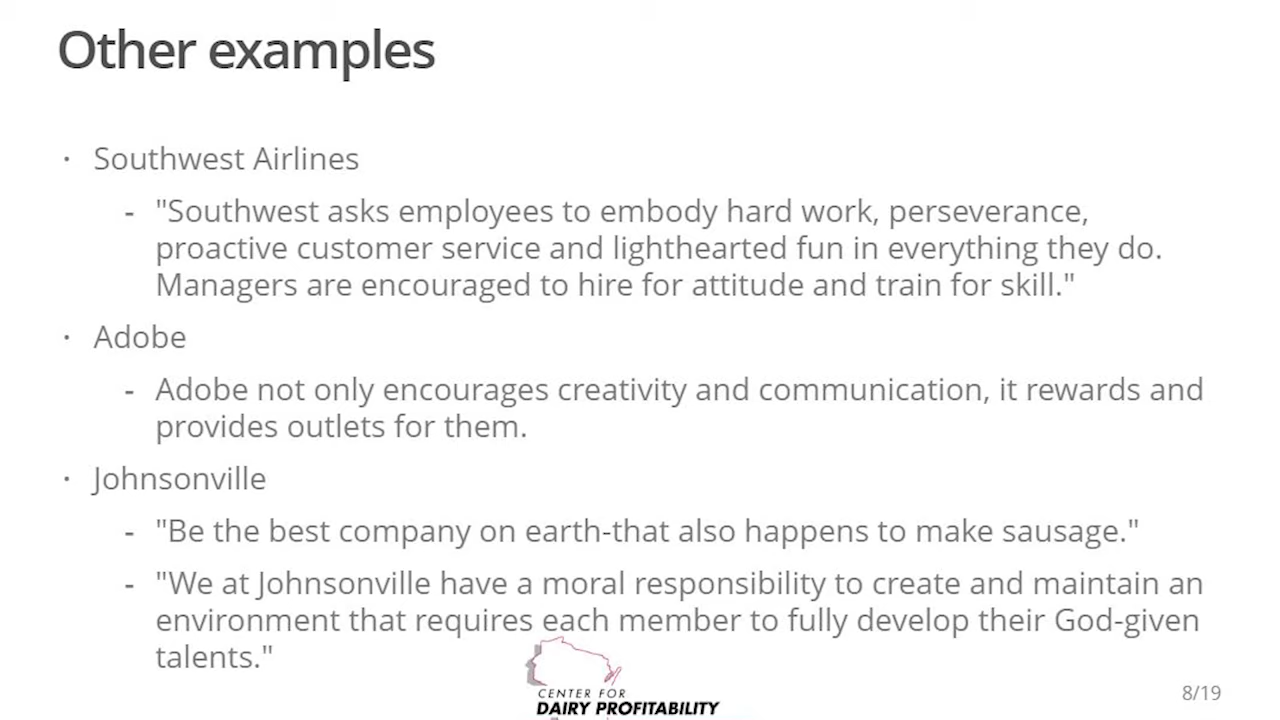 Other examples
· Southwest Airlines
- "Southwest asks employees to embody hard work, perseverance,
proactive customer service and lighthearted fun in everything they do.
Managers are encouraged to hire for attitude and train for skill."
· Adobe
- Adobe not only encourages creativity and communication, it rewards and
provides outlets for them.
· Johnsonville
- "Be the best company on earth-that also happens to make sausage."
- "We at Johnsonville have a moral responsibility to create and maintain an
environment that requires each member to fully develop their God-given
talents."
CENTER FOR
DAIRY PROFITABILITY
8/19